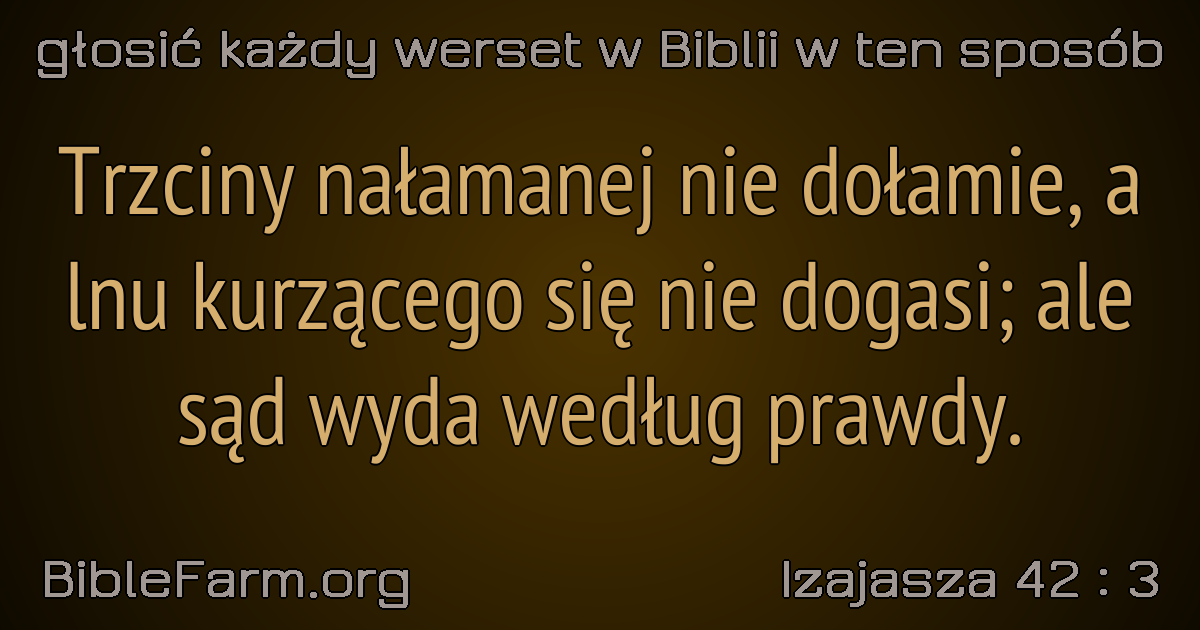 głosić każdy werset w Biblii w ten sposób
Trzciny nałamanej nie dołamie, a
lnu kurzącego się nie dogasi; ale
sąd wyda według prawdy.
BibleFarm.org
Izajasza 42 : 3